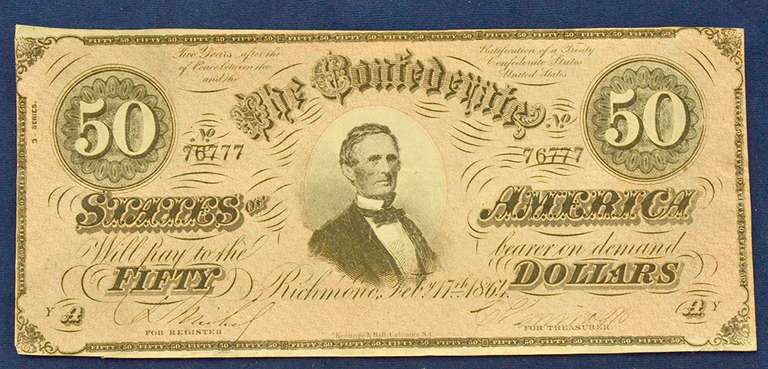 Two Years after the Ratification of a Treaty
of Peace between the Confederate States
and the United States
The
50 50
3 SERIES.
No No
76777 76777
STATES OF AMERICA
Will pay to the bearer on demand
FIFTY DOLLARS
Richmond, Feb. 17th 1864.
Y A A Y
FOR REGISTER FOR TREASURER